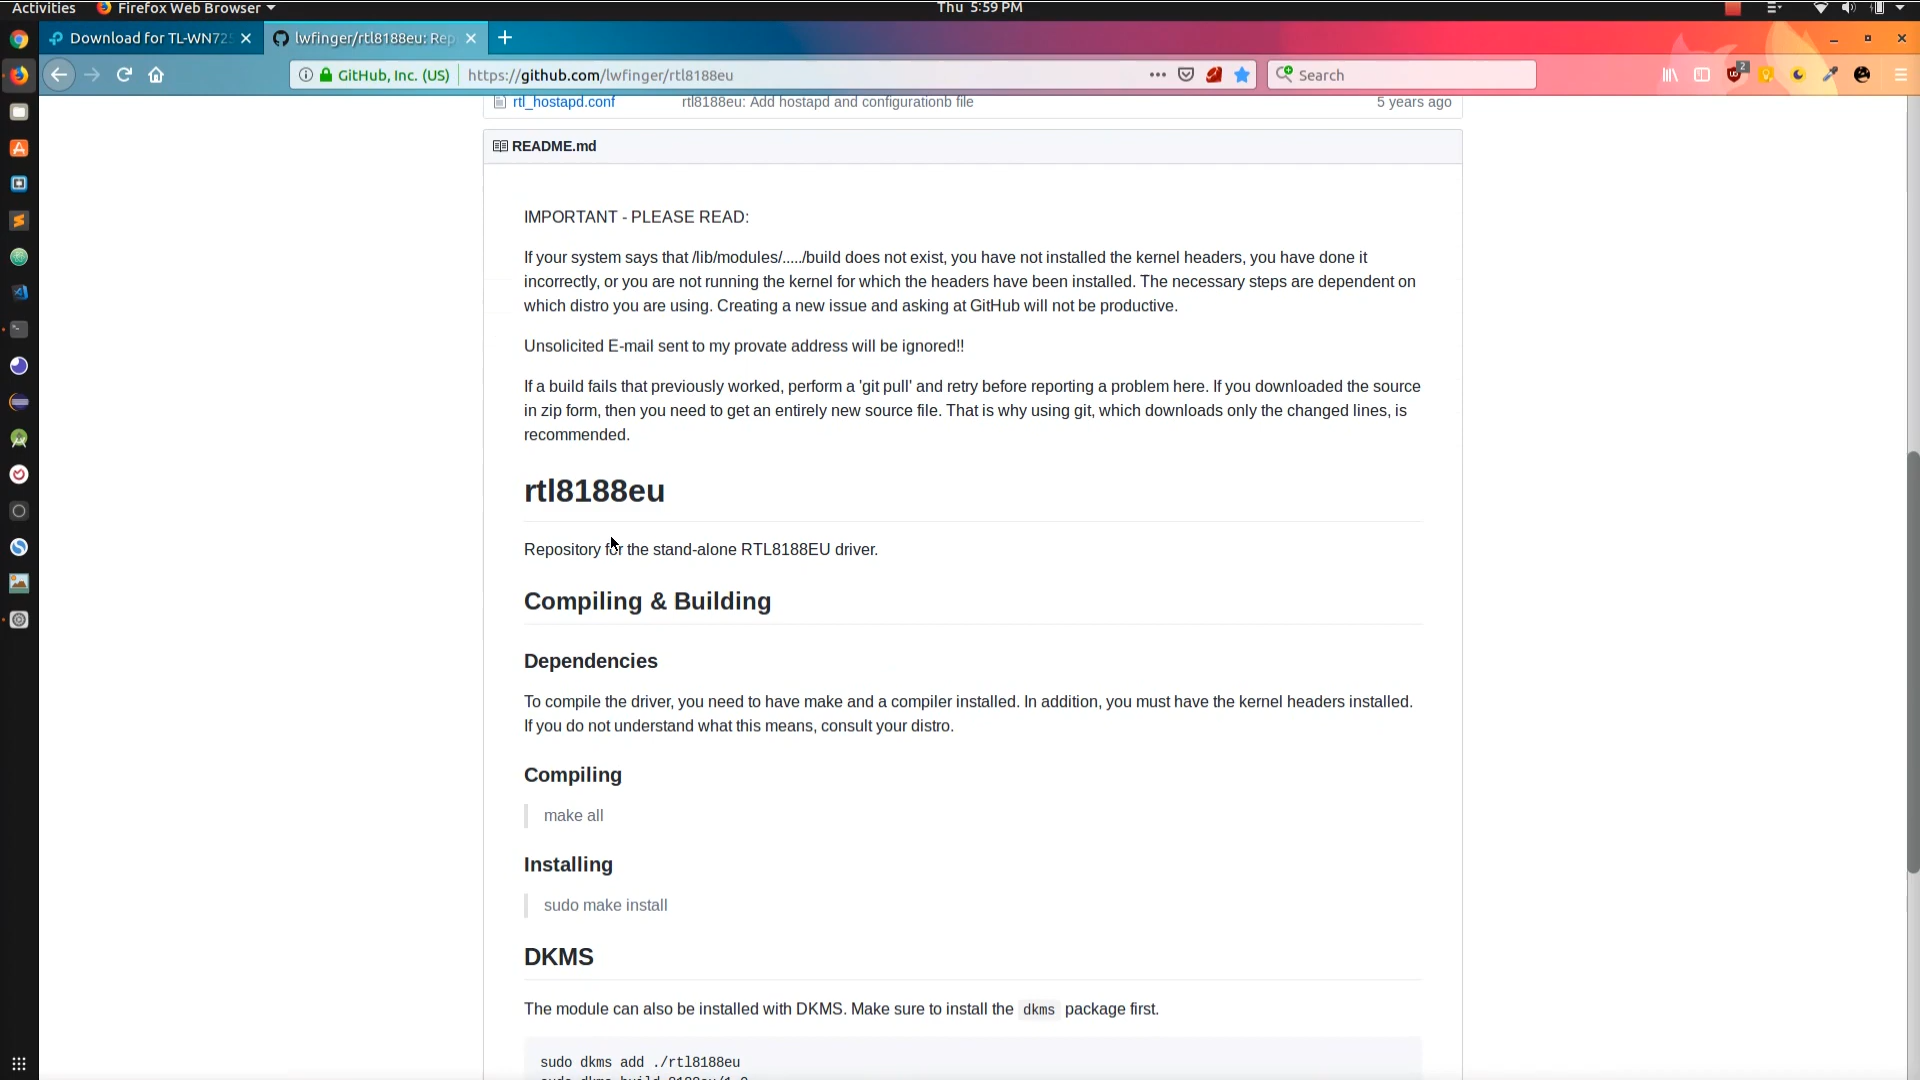 Activities Firefox Web Browser Thu 5:59 PM
Download for TL-WN725 lwfinger/rtl8188eu: Rep
GitHub, Inc. (US) https://github.com/lwfinger/rtl8188eu Search 2
rtl_hostapd.conf rtl8188eu: Add hostapd and configurationb file 5 years ago
README.md
IMPORTANT - PLEASE READ:
If your system says that /lib/modules/...../build does not exist, you have not installed the kernel headers, you have done it
incorrectly, or you are not running the kernel for which the headers have been installed. The necessary steps are dependent on
which distro you are using. Creating a new issue and asking at GitHub will not be productive.
Unsolicited E-mail sent to my provate address will be ignored!!
If a build fails that previously worked, perform a 'git pull' and retry before reporting a problem here. If you downloaded the source
in zip form, then you need to get an entirely new source file. That is why using git, which downloads only the changed lines, is
recommended.
rtl8188eu
Repository for the stand-alone RTL8188EU driver.
Compiling & Building
Dependencies
To compile the driver, you need to have make and a compiler installed. In addition, you must have the kernel headers installed.
If you do not understand what this means, consult your distro.
Compiling
make all
Installing
sudo make install
DKMS
The module can also be installed with DKMS. Make sure to install the dkms package first.
sudo dkms add ./rtl8188eu
sudo dkms build 8188eu/1.0